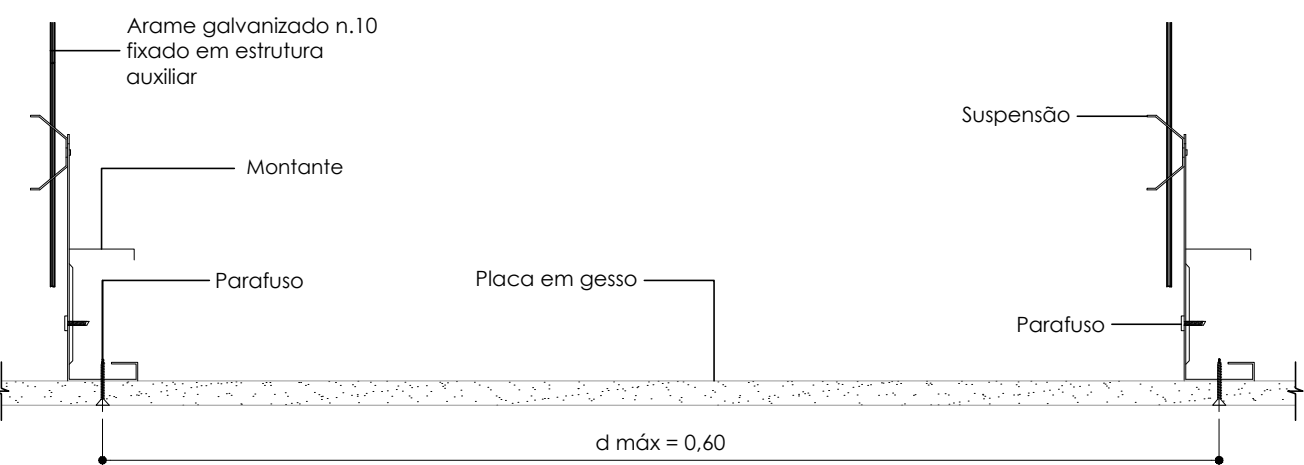 Arame galvanizado n.10
fixado em estrutura
auxiliar
Suspensão
Montante
Parafuso
Placa em gesso
Parafuso
d máx = 0,60